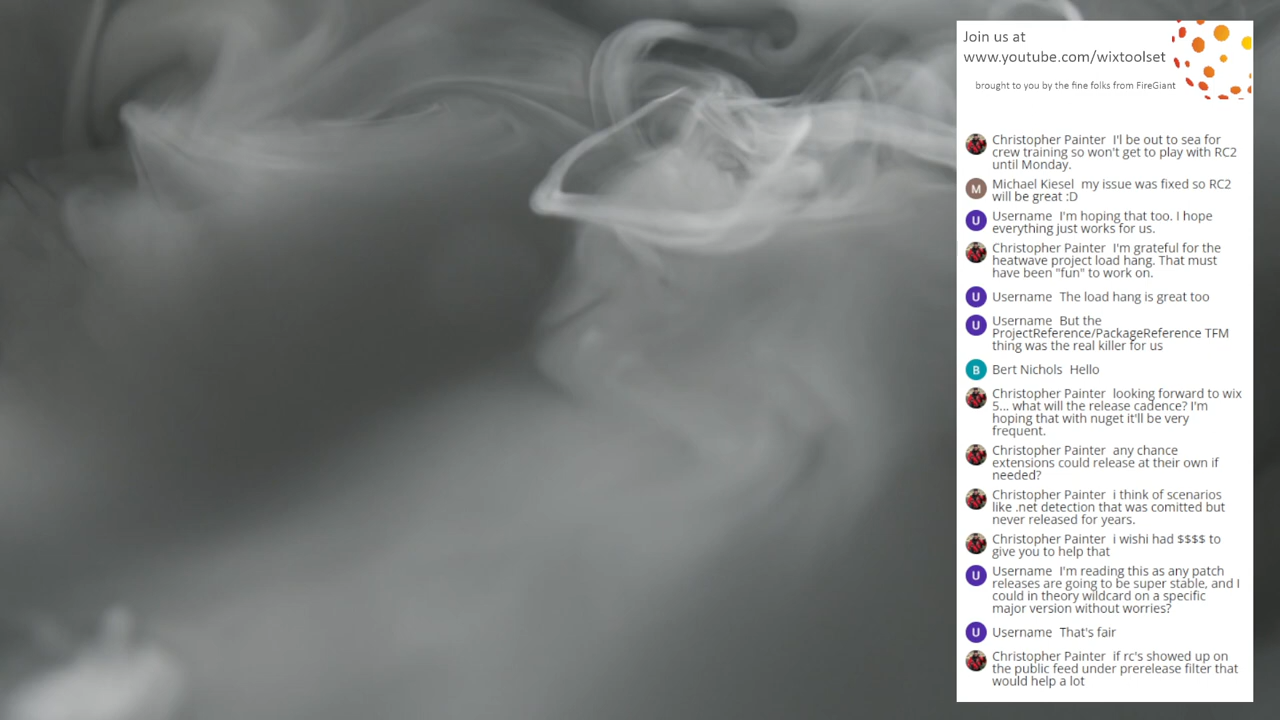 Join us at
www.youtube.com/wixtoolset
brought to you by the fine folks from FireGiant
Christopher Painter I'll be out to sea for
crew training so won't get to play with RC2
until Monday.
M
Michael Kiesel my issue was fixed so RC2
will be great :D
U
Username I'm hoping that too. I hope
everything just works for us.
Christopher Painter I'm grateful for the
heatwave project load hang. That must
have been "fun" to work on.
U
Username The load hang is great too
U
Username But the
ProjectReference/PackageReference TFM
thing was the real killer for us
B
Bert Nichols Hello
Christopher Painter looking forward to wix
5... what will the release cadence? I'm
hoping that with nuget it'll be very
frequent.
Christopher Painter any chance
extensions could release at their own if
needed?
Christopher Painter i think of scenarios
like .net detection that was comitted but
never released for years.
Christopher Painter i wishi had $$$$ to
give you to help that
U
Username I'm reading this as any patch
releases are going to be super stable, and I
could in theory wildcard on a specific
major version without worries?
U
Username That's fair
Christopher Painter if rc's showed up on
the public feed under prerelease filter that
would help a lot